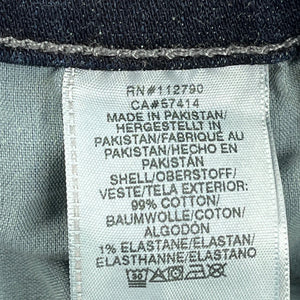 RN#112790
CA#57414
MADE IN PAKISTAN/
HERGESTELLT IN
PAKISTAN/FABRIQUÉ AU
PAKISTAN/HECHO EN
PAKISTAN
SHELL/OBERSTOFF/
VESTE/TELA EXTERIOR:
99% COTTON/
BAUMWOLLE/COTON/
ALGODÓN
1% ELASTANE/ELASTAN/
ELASTHANNE/ELASTANO